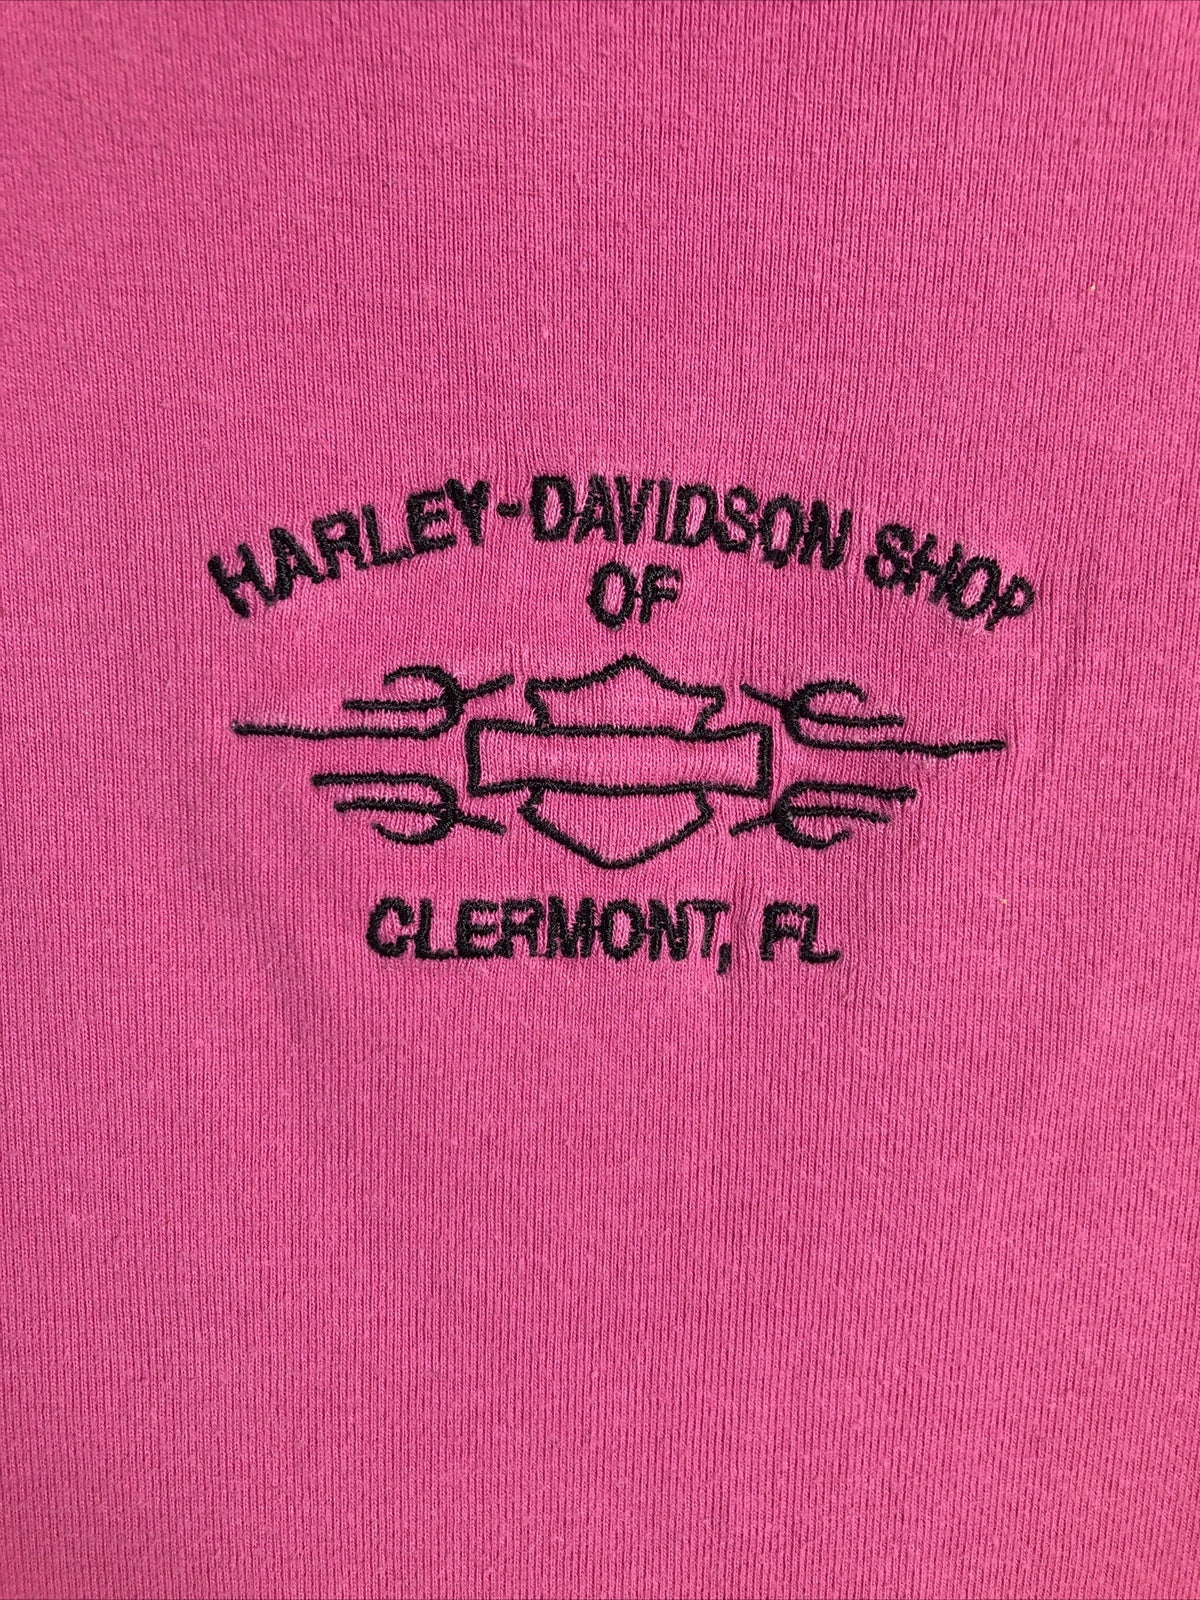 HARLEY-DAVIDSON SHOP
OF
CLERMONT, FL